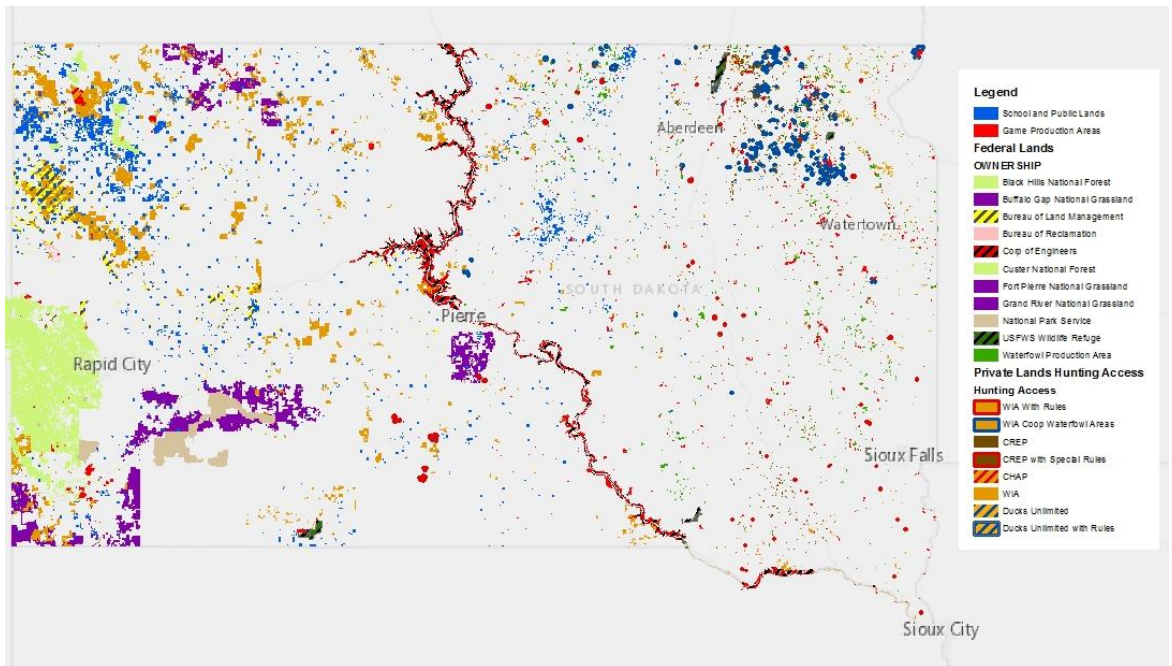 Aberdeen
Watertown
SOUTH DAKOTA
Pierre
Rapid City
Sioux Falls
Sioux City
Legend
School and Public Lands
Game Production Areas
Federal Lands
OWNERSHIP
Black Hills National Forest
Buffalo Gap National Grassland
Bureau of Land Management
Bureau of Reclamation
Corp of Engineers
Custer National Forest
Fort Pierre National Grassland
Grand River National Grassland
National Park Service
USFWS Wildlife Refuge
Waterfowl Production Area
Private Lands Hunting Access
Hunting Access
WIA With Rules
WIA Coop Waterfowl Areas
CREP
CREP with Special Rules
CHAP
WIA
Ducks Unlimited
Ducks Unlimited with Rules